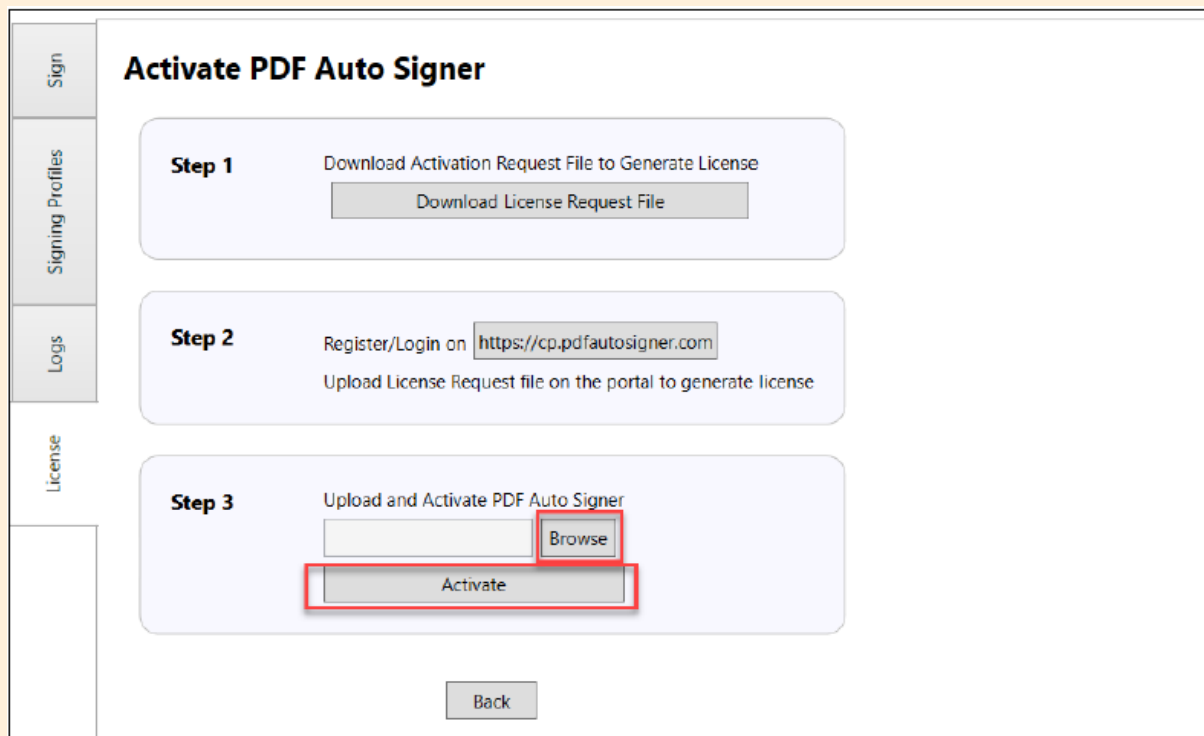 Sign
Signing Profiles
Logs
License
Activate PDF Auto Signer
Step 1
Download Activation Request File to Generate License
Download License Request File
Step 2
Register/Login on https://cp.pdfautosigner.com
Upload License Request file on the portal to generate license
Step 3
Upload and Activate PDF Auto Signer
Browse
Activate
Back